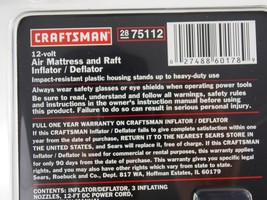 CRAFTSMAN 28 75112
0 27488 60178 9
12-volt
Air Mattress and Raft
Inflator / Deflator
Impact-resistant plastic housing stands up to heavy-duty use
Always wear safety glasses or eye shields when operating power tools
Be sure to read, understand and follow all warnings, safety rules
and instructions in the owner's instruction manual before using
this product. Failure to do so can result in serious personal injury.
FULL ONE YEAR WARRANTY ON CRAFTSMAN INFLATOR / DEFLATOR
If this CRAFTSMAN Inflator / Deflator fails to give complete satisfaction within one
year from the date of purchase, RETURN IT TO THE NEAREST SEARS STORE IN
THE UNITED STATES, and Sears will replace it, free of charge. If this CRAFTSMAN
Inflator / Deflator is used for commercial or rental purposes, this warranty applies
for only 90 days from the date of purchase. This warranty gives you specific legal
rights, and you may also have other rights which vary from state to state.
Sears, Roebuck and Co., Dept. 817 WA, Hoffman Estates, IL 60179
CONTENTS: INFLATOR/DEFLATOR, 3 INFLATING
NOZZLES, 12-FT DC POWER CORD,
MANUAL